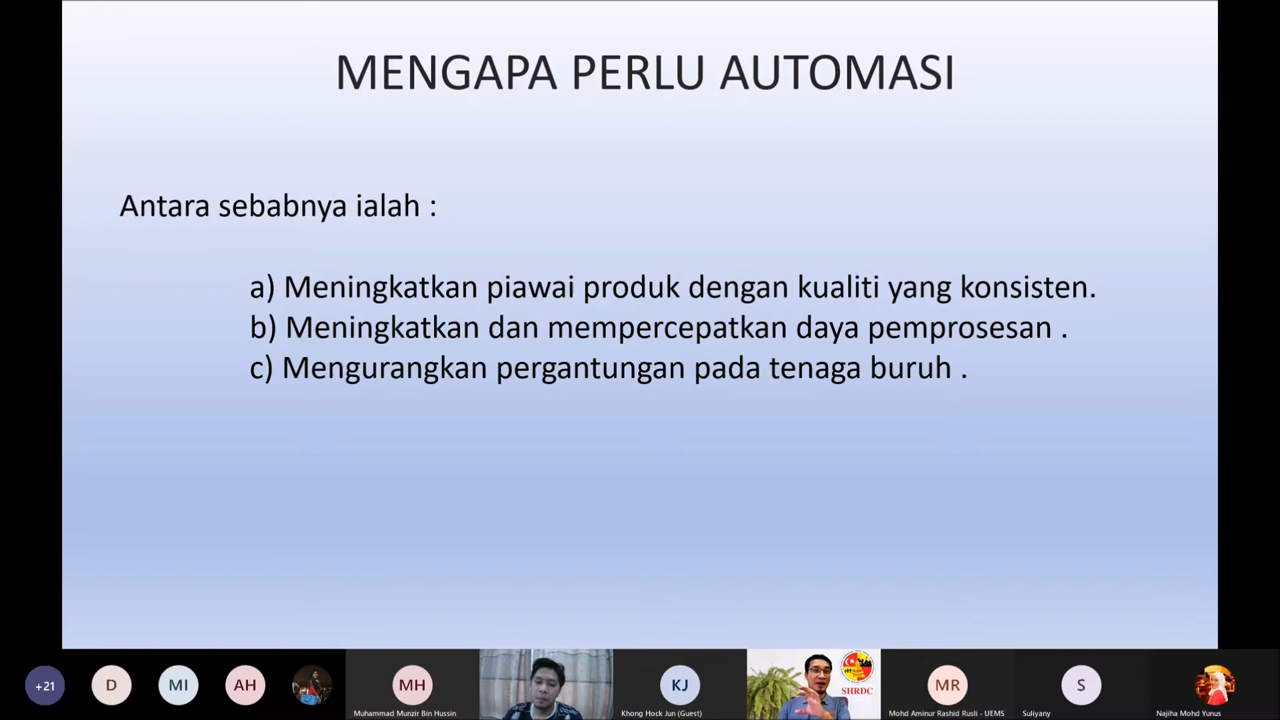 MENGAPA PERLU AUTOMASI
Antara sebabnya ialah :
a) Meningkatkan piawai produk dengan kualiti yang konsisten.
b) Meningkatkan dan mempercepatkan daya pemprosesan .
c) Mengurangkan pergantungan pada tenaga buruh .
+21
D
MI
AH
MH
Muhammad Munzir Bin Hussin
KJ
Khong Hock Jun (Guest)
SHRDC
MR
Mohd Aminur Rashid Rusli - UEMS
S
Suliyany
Najiha Mohd Yunus